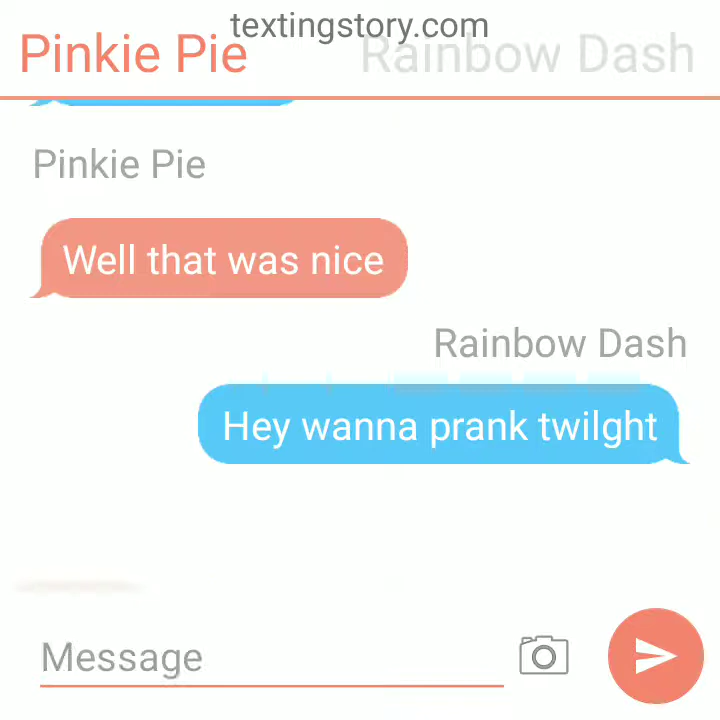 textingstory.com
Pinkie Pie Rainbow Dash
Pinkie Pie
Well that was nice
Rainbow Dash
Hey wanna prank twilght
Message